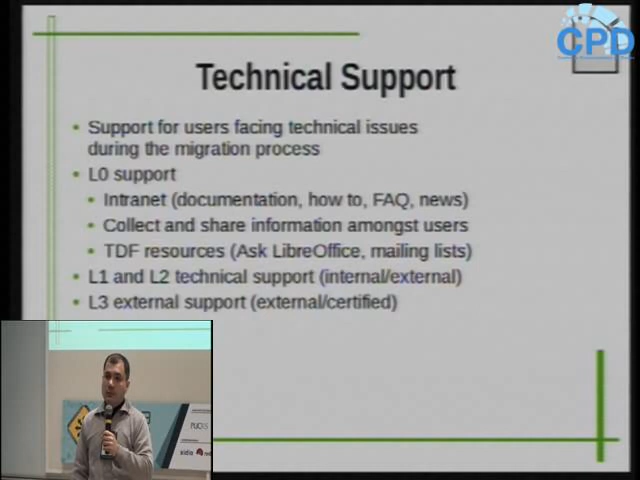 CPD
Technical Support
Support for users facing technical issues
during the migration process
L0 support
Intranet (documentation, how to, FAQ, news)
Collect and share information amongst users
TDF resources (Ask LibreOffice, mailing lists)
L1 and L2 technical support (internal/external)
L3 external support (external/certified)